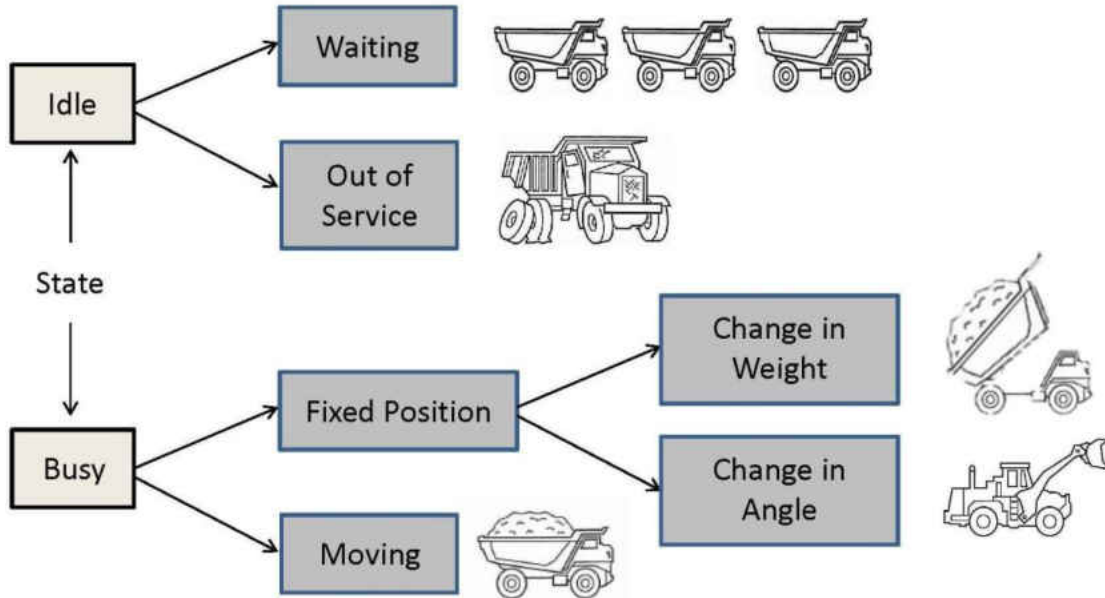 Waiting
Idle
Out of
Service
State
Change in
Weight
Fixed Position
Busy
Change in
Angle
Moving